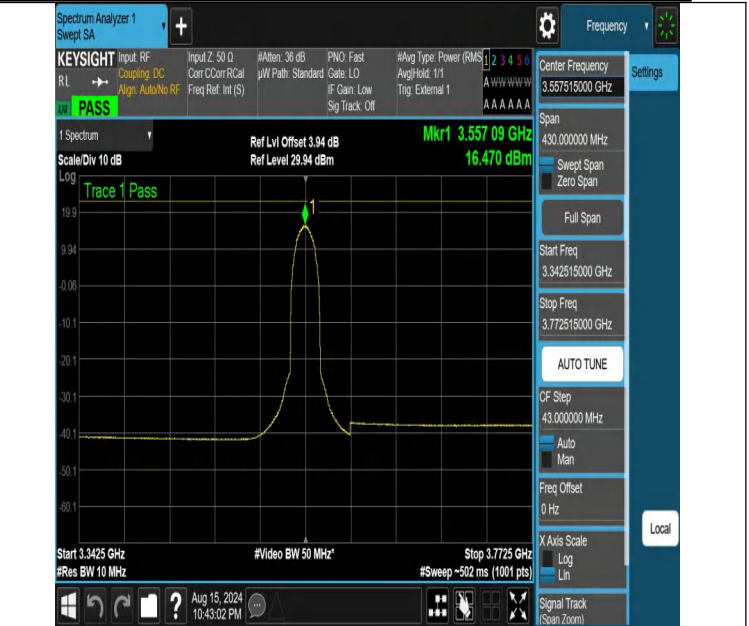 Spectrum Analyzer 1
Swept SA
+
Frequency
KEYSIGHT
RL
LXI
PASS
Input: RF
Coupling: DC
Align: Auto/No RF
Input Z: 50 Ω
Corr CCorr RCal
Freq Ref: Int (S)
#Atten: 36 dB
µW Path: Standard
PNO: Fast
Gate: LO
IF Gain: Low
Sig Track: Off
#Avg Type: Power (RMS
Avg|Hold: 1/1
Trig: External 1
1 2 3 4 5 6
A W W W W W
A A A A A A
1 Spectrum
Scale/Div 10 dB
Log
Ref Lvl Offset 3.94 dB
Ref Level 29.94 dBm
Mkr1 3.557 09 GHz
16.470 dBm
Trace 1 Pass
1
19.9
9.94
-0.06
-10.1
-20.1
-30.1
-40.1
-50.1
-60.1
Start 3.3425 GHz
#Res BW 10 MHz
#Video BW 50 MHz*
Stop 3.7725 GHz
#Sweep ~502 ms (1001 pts)
?
Aug 15, 2024
10:43:02 PM
Center Frequency
3.557515000 GHz
Span
430.000000 MHz
Swept Span
Zero Span
Full Span
Start Freq
3.342515000 GHz
Stop Freq
3.772515000 GHz
AUTO TUNE
CF Step
43.000000 MHz
Auto
Man
Freq Offset
0 Hz
X Axis Scale
Log
Lin
Signal Track
(Span Zoom)
Settings
Local